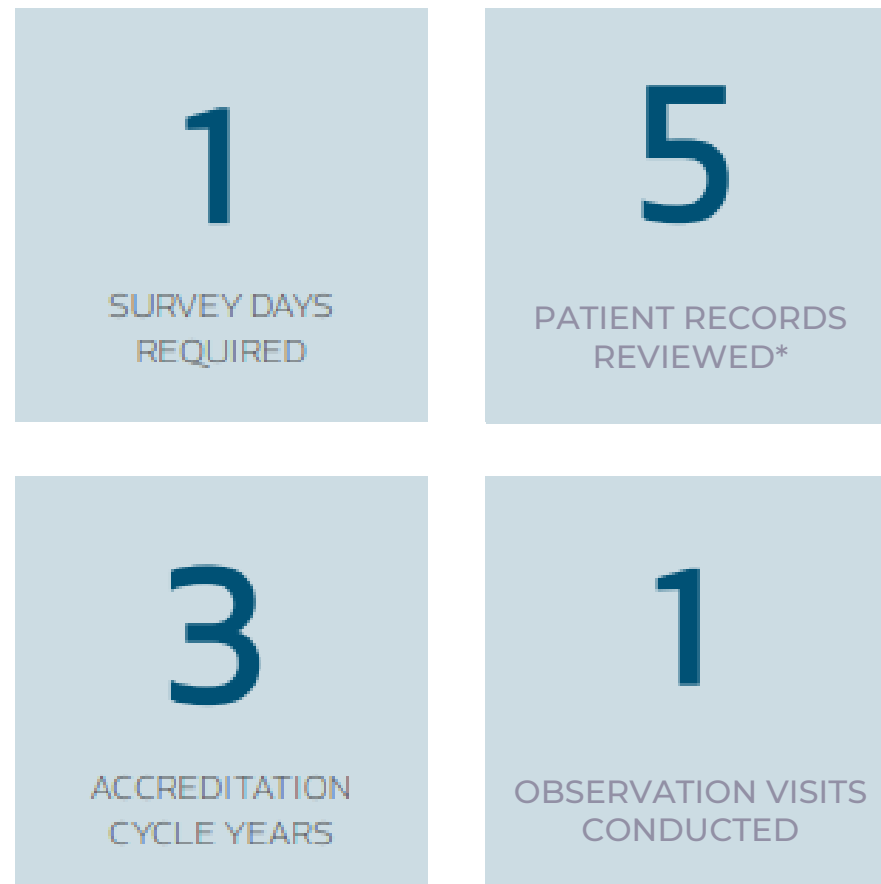 1
SURVEY DAYS
REQUIRED
5
PATIENT RECORDS
REVIEWED*
3
ACCREDITATION
CYCLE YEARS
1
OBSERVATION VISITS
CONDUCTED